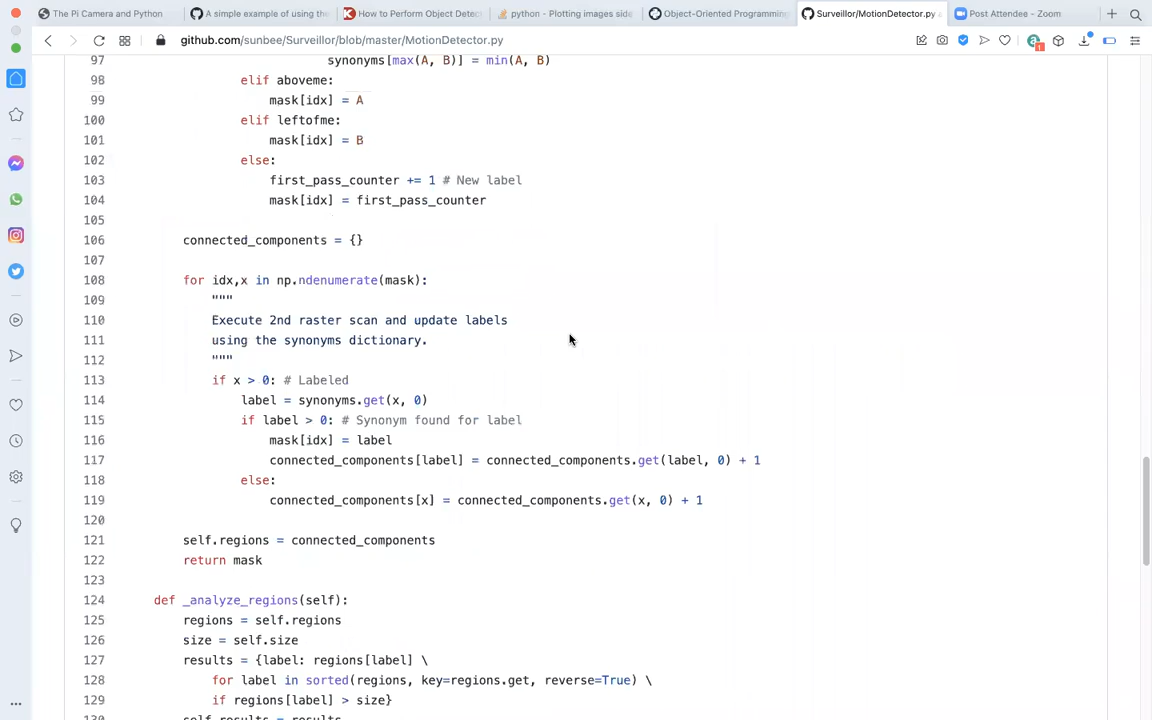 The Pi Camera and Python
A simple example of using the
How to Perform Object Detec
python - Plotting images side
Object-Oriented Programming
Surveillor/MotionDetector.py a
Post Attendee - Zoom
github.com/sunbee/Surveillor/blob/master/MotionDetector.py
97 synonyms[max(A, B)] = min(A, B)
98 elif aboveme:
99 mask[idx] = A
100 elif leftofme:
101 mask[idx] = B
102 else:
103 first_pass_counter += 1 # New label
104 mask[idx] = first_pass_counter
105
106 connected_components = {}
107
108 for idx,x in np.ndenumerate(mask):
109 """
110 Execute 2nd raster scan and update labels
111 using the synonyms dictionary.
112 """
113 if x > 0: # Labeled
114 label = synonyms.get(x, 0)
115 if label > 0: # Synonym found for label
116 mask[idx] = label
117 connected_components[label] = connected_components.get(label, 0) + 1
118 else:
119 connected_components[x] = connected_components.get(x, 0) + 1
120
121 self.regions = connected_components
122 return mask
123
124 def _analyze_regions(self):
125 regions = self.regions
126 size = self.size
127 results = {label: regions[label] \
128 for label in sorted(regions, key=regions.get, reverse=True) \
129 if regions[label] > size}
130 self.results = results